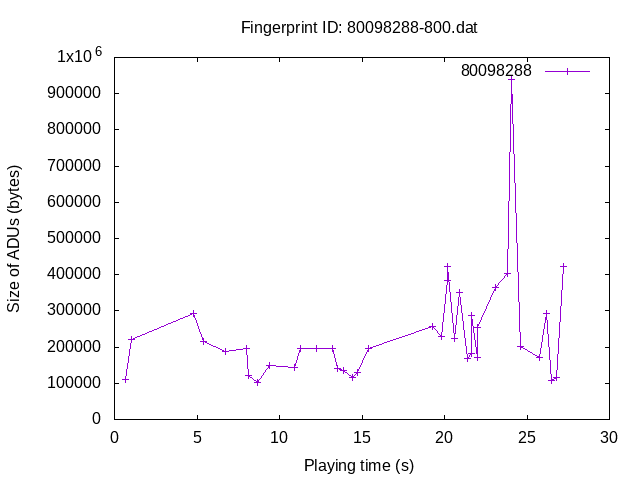 Fingerprint ID: 80098288-800.dat
1x10^6
80098288
900000
800000
700000
600000
500000
400000
300000
200000
100000
0
Size of ADUs (bytes)
0 5 10 15 20 25 30
Playing time (s)